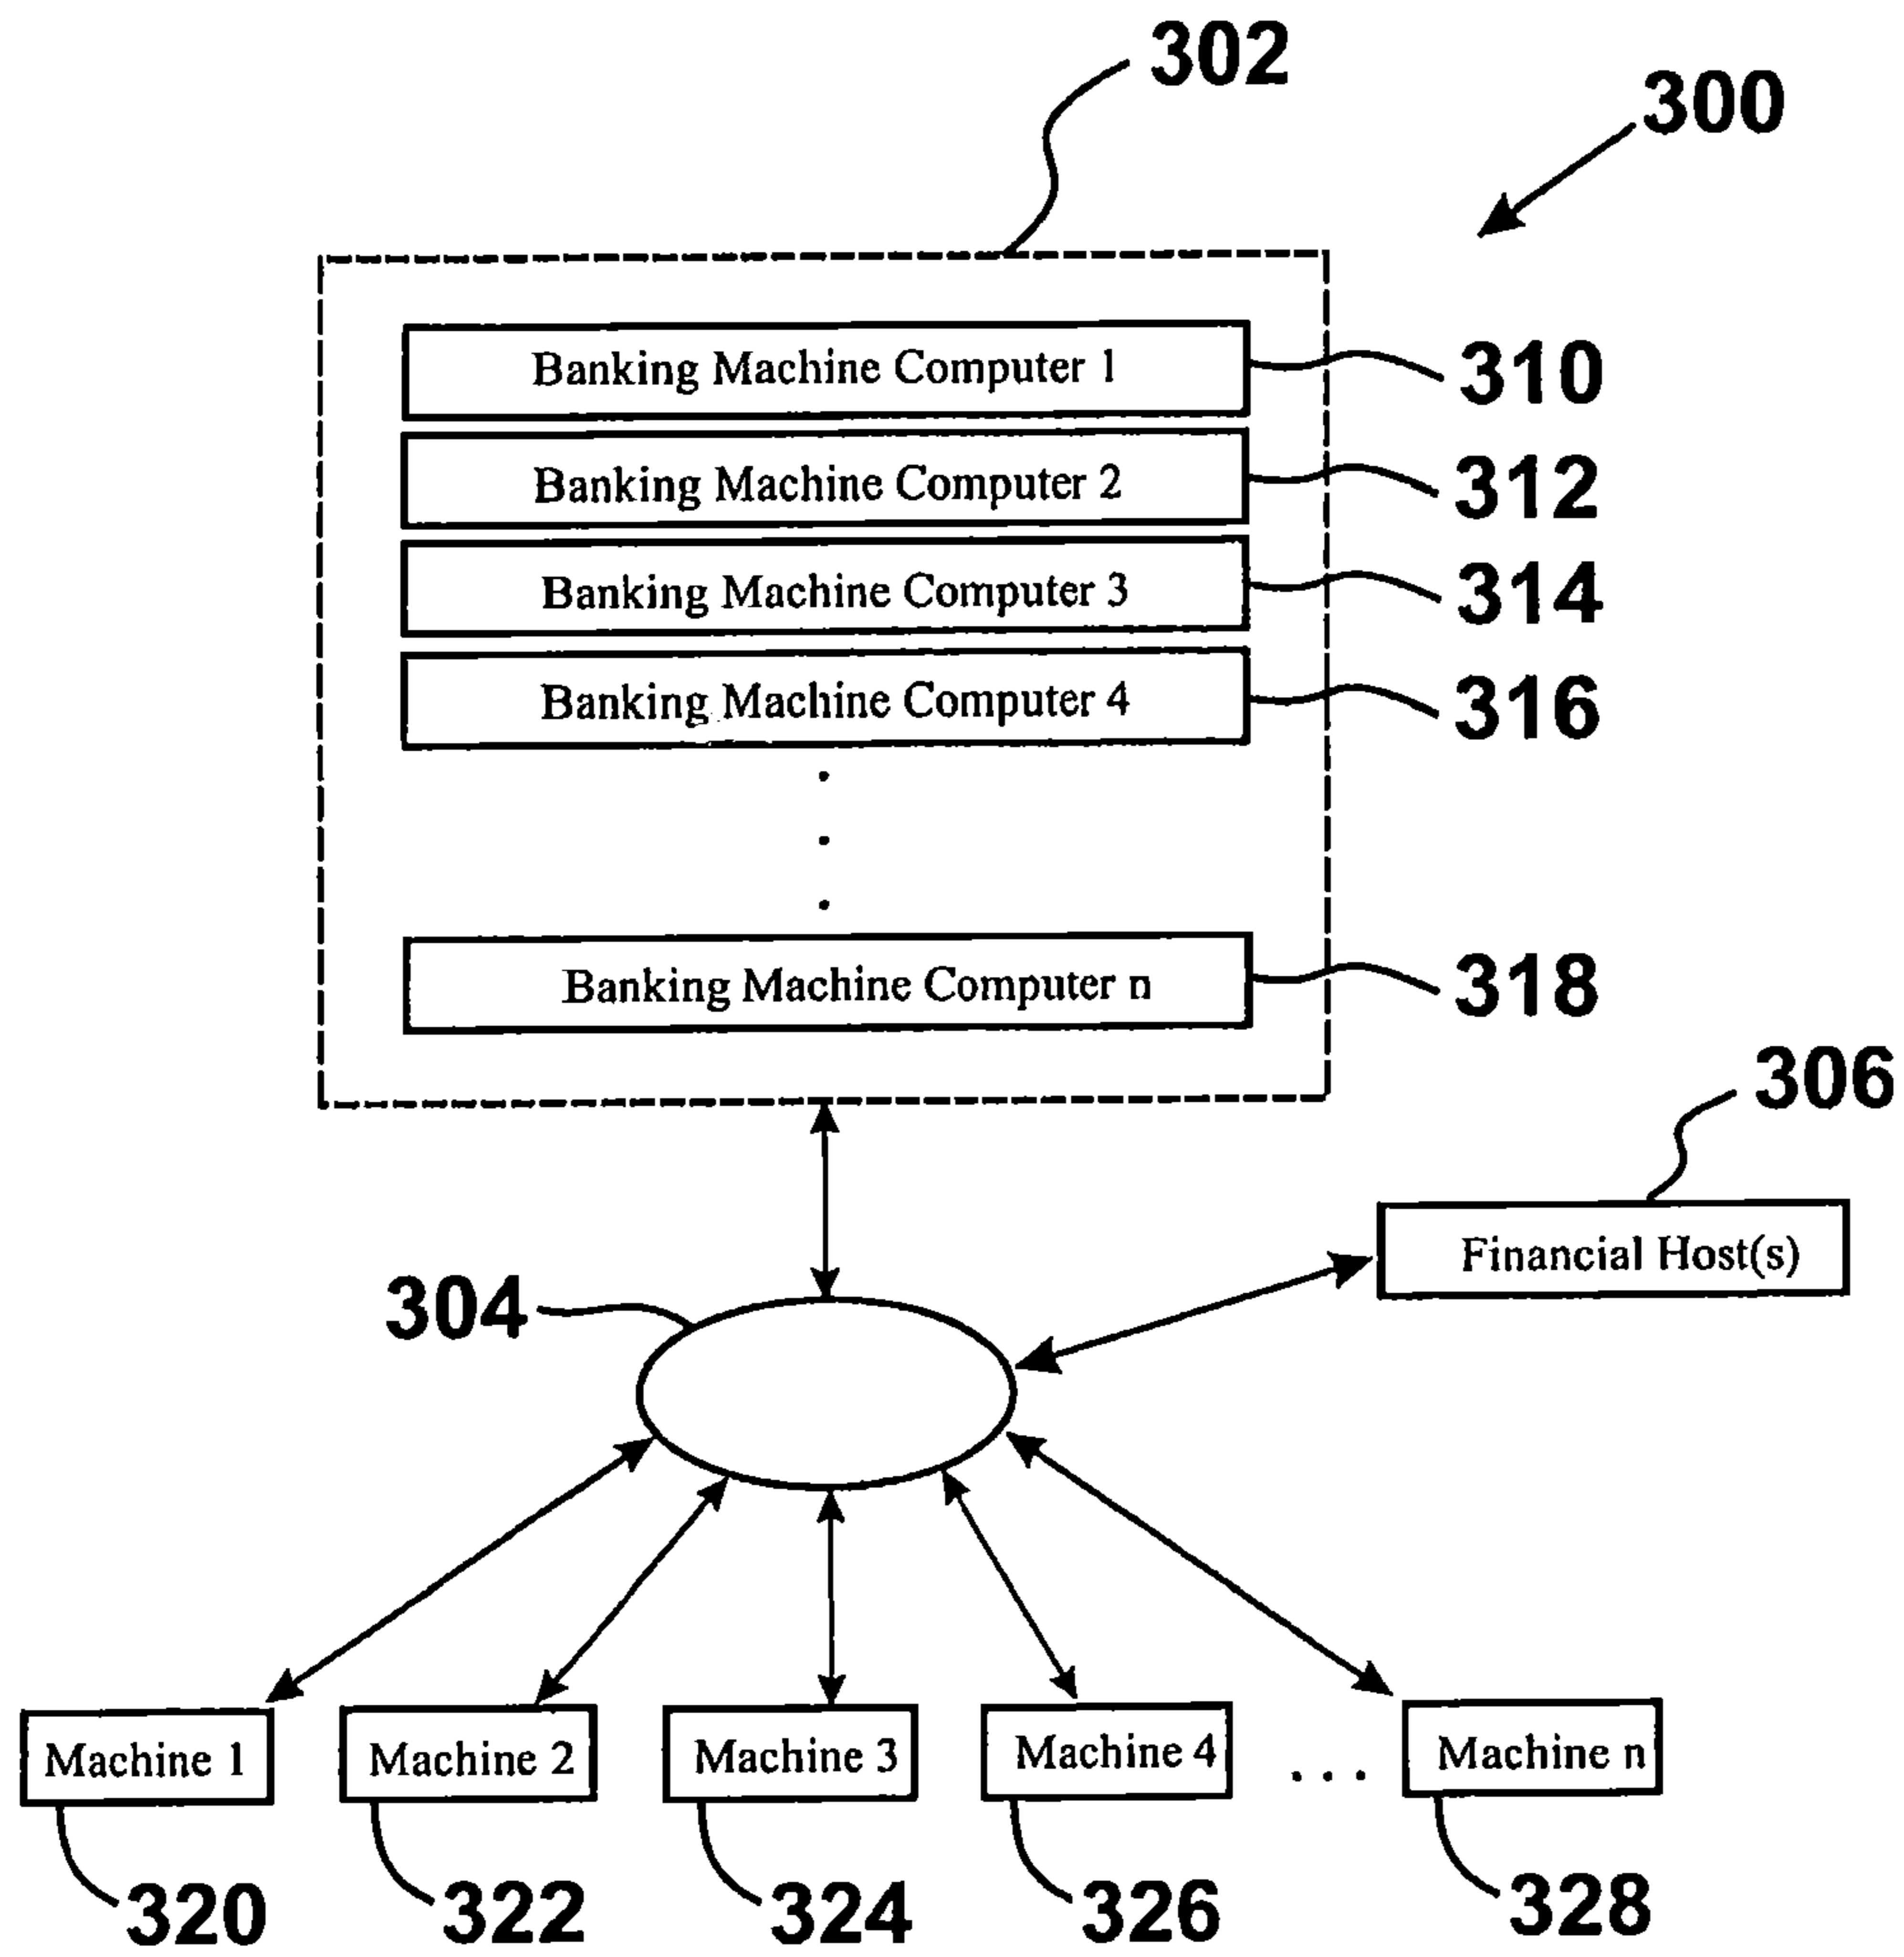 302
300
Banking Machine Computer 1
310
Banking Machine Computer 2
312
Banking Machine Computer 3
314
Banking Machine Computer 4
316
Banking Machine Computer n
318
306
Financial Host(s)
304
Machine 1
Machine 2
Machine 3
Machine 4
. . .
Machine n
320
322
324
326
328